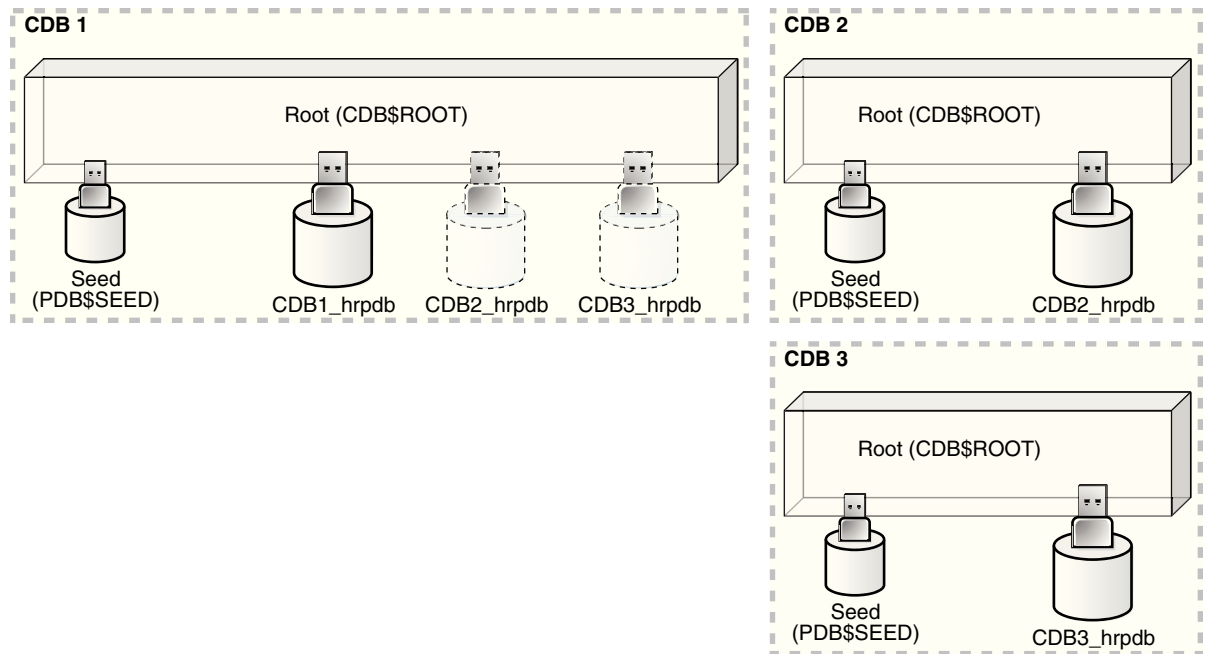 CDB 1
Root (CDB$ROOT)
Seed
(PDB$SEED)
CDB1_hrpdb
CDB2_hrpdb
CDB3_hrpdb
CDB 2
Root (CDB$ROOT)
Seed
(PDB$SEED)
CDB2_hrpdb
CDB 3
Root (CDB$ROOT)
Seed
(PDB$SEED)
CDB3_hrpdb